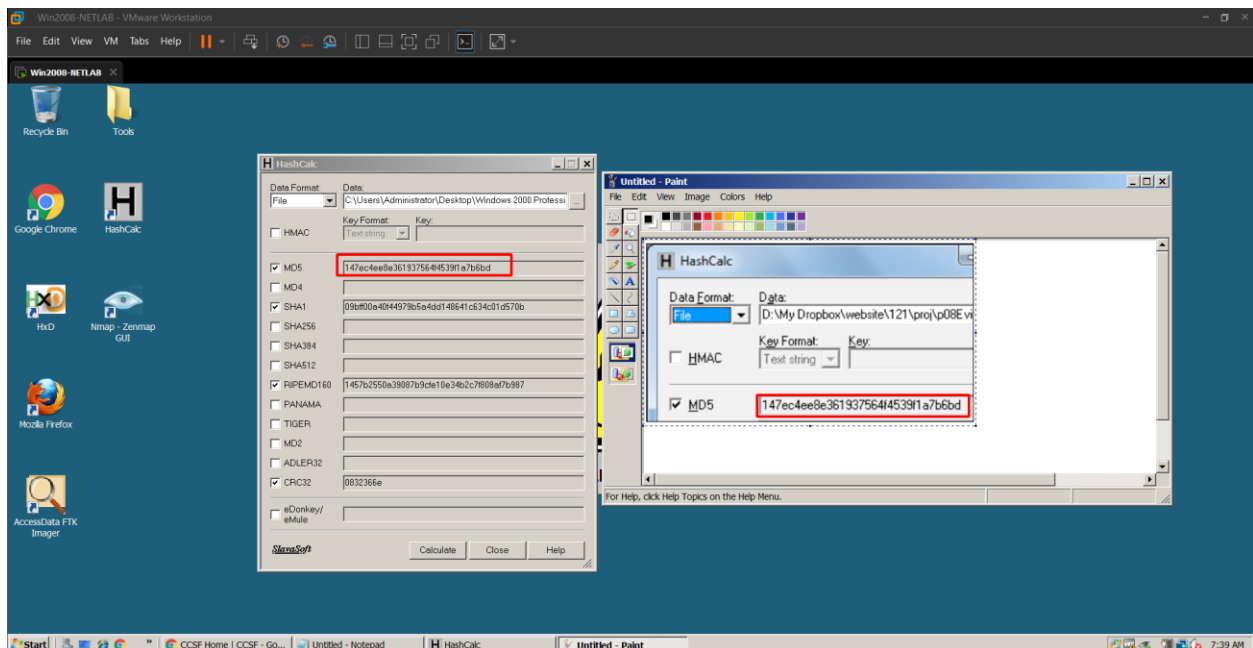 Win2008-NETLAB - VMware Workstation
File Edit View VM Tabs Help
Win2008-NETLAB
Recycle Bin
Tools
Google Chrome
HashCalc
HxD
Nmap - Zenmap
GUI
Mozilla Firefox
AccessData FTK
Imager
HashCalc
Data Format:
Data:
File
C:\Users\Administrator\Desktop\Windows 2000 Professi
...
Key Format:
Key:
HMAC
Text string
MD5
147ec4ee8e361937564f4539f1a7b6bd
MD4
SHA1
09bff00a40f44979b5a4dd148641c634c01d570b
SHA256
SHA384
SHA512
RIPEMD160
1457b2550a39087b9cfe10e34b2c7f808af7b987
PANAMA
TIGER
MD2
ADLER32
CRC32
0832366e
eDonkey/
eMule
SlavaSoft
Calculate
Close
Help
Untitled - Paint
File Edit View Image Colors Help
HashCalc
Data Format:
Data:
File
D:\My Dropbox\website\121\proj\p08Evi
Key Format:
Key:
HMAC
Text string
MD5
147ec4ee8e361937564f4539f1a7b6bd
For Help, click Help Topics on the Help Menu.
Start
CCSF Home | CCSF - Go...
Untitled - Notepad
HashCalc
Untitled - Paint
7:39 AM